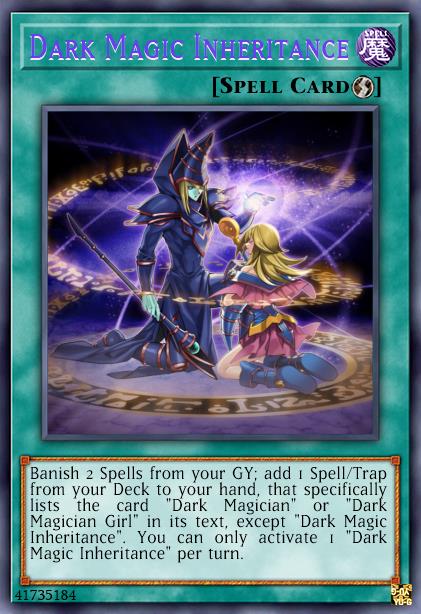 Dark Magic Inheritance
SPELL
魔
[Spell Card]
Banish 2 Spells from your GY; add 1 Spell/Trap
from your Deck to your hand, that specifically
lists the card "Dark Magician" or "Dark
Magician Girl" in its text, except "Dark Magic
Inheritance". You can only activate 1 "Dark
Magic Inheritance" per turn.
41735184